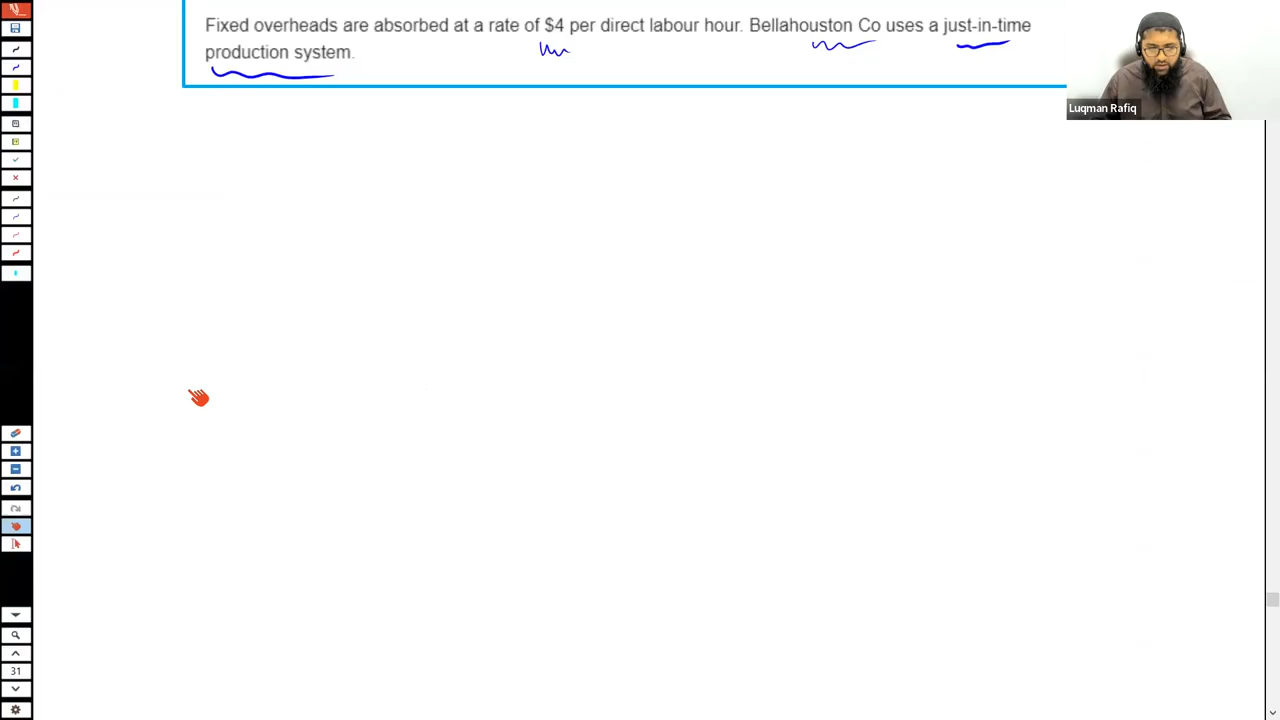 Fixed overheads are absorbed at a rate of $4 per direct labour hour. Bellahouston Co uses a just-in-time
production system.
Luqman Rafiq
31